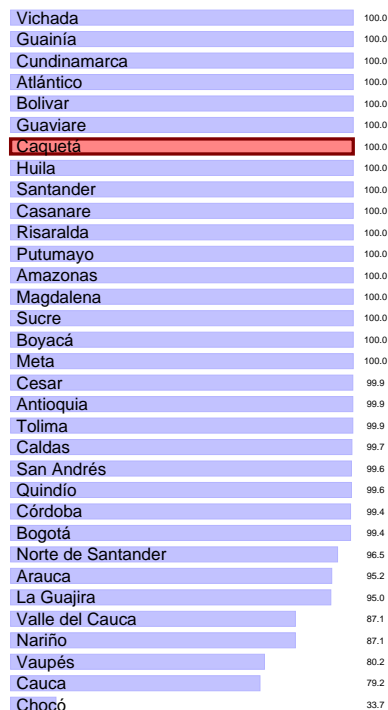 Vichada 100.0
Guainía 100.0
Cundinamarca 100.0
Atlántico 100.0
Bolivar 100.0
Guaviare 100.0
Caquetá 100.0
Huila 100.0
Santander 100.0
Casanare 100.0
Risaralda 100.0
Putumayo 100.0
Amazonas 100.0
Magdalena 100.0
Sucre 100.0
Boyacá 100.0
Meta 100.0
Cesar 99.9
Antioquia 99.9
Tolima 99.9
Caldas 99.7
San Andrés 99.6
Quindío 99.6
Córdoba 99.4
Bogotá 99.4
Norte de Santander 96.5
Arauca 95.2
La Guajira 95.0
Valle del Cauca 87.1
Nariño 87.1
Vaupés 80.2
Cauca 79.2
Chocó 33.7